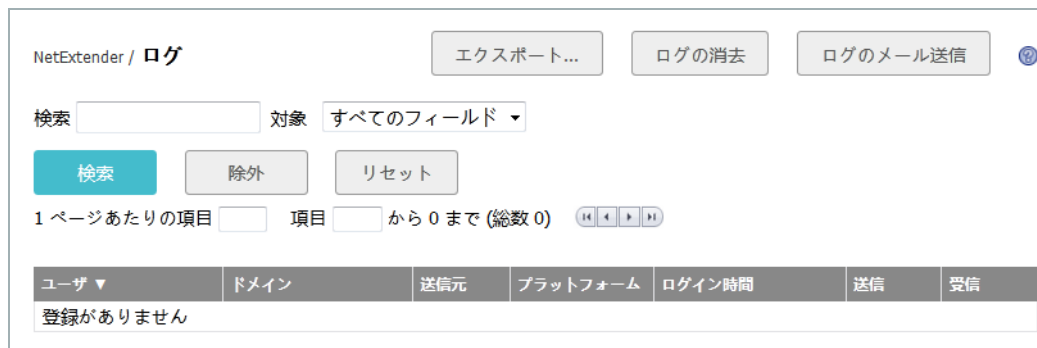 NetExtender / ログ エクスポート... ログの消去 ログのメール送信
検索 対象 すべてのフィールド
検索 除外 リセット
1 ページあたりの項目 項目 から 0 まで (総数 0)
ユーザ ▼ ドメイン 送信元 プラットフォーム ログイン時間 送信 受信
登録がありません